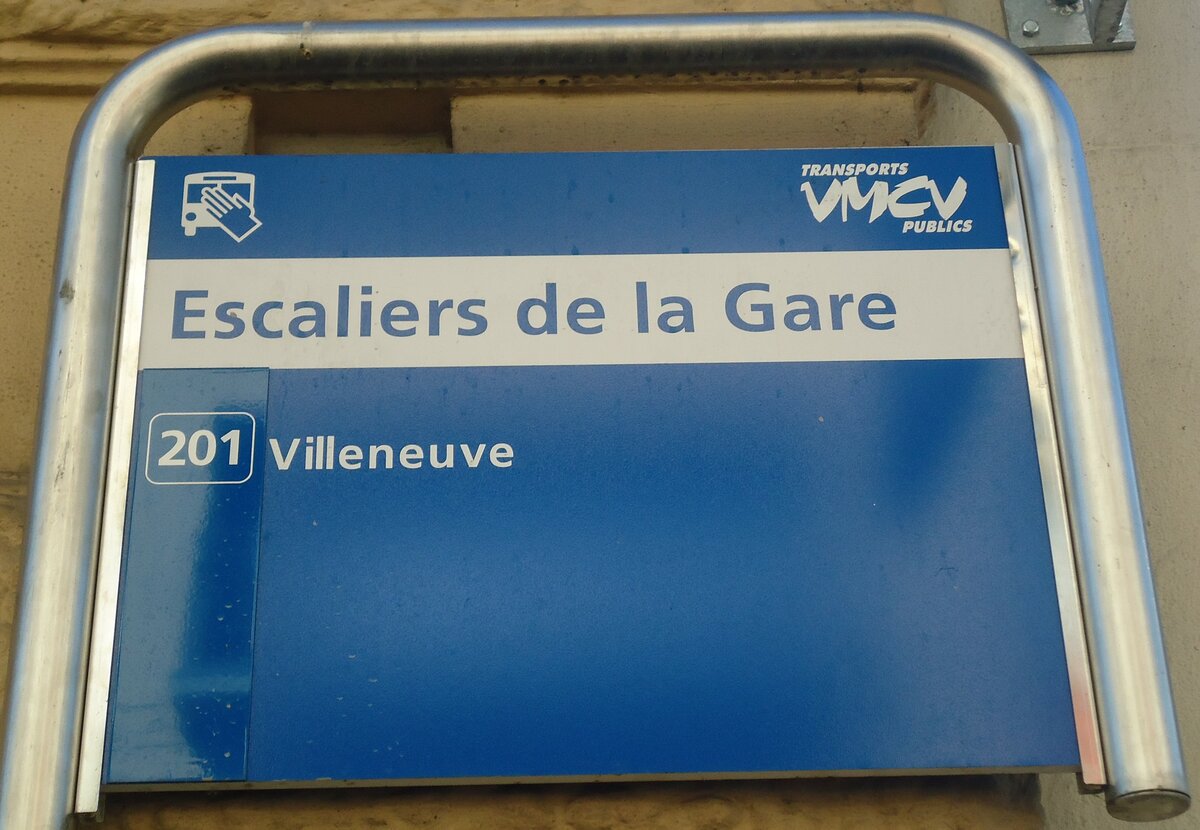 TRANSPORTS
VMCV
PUBLICS
Escaliers de la Gare
201 Villeneuve